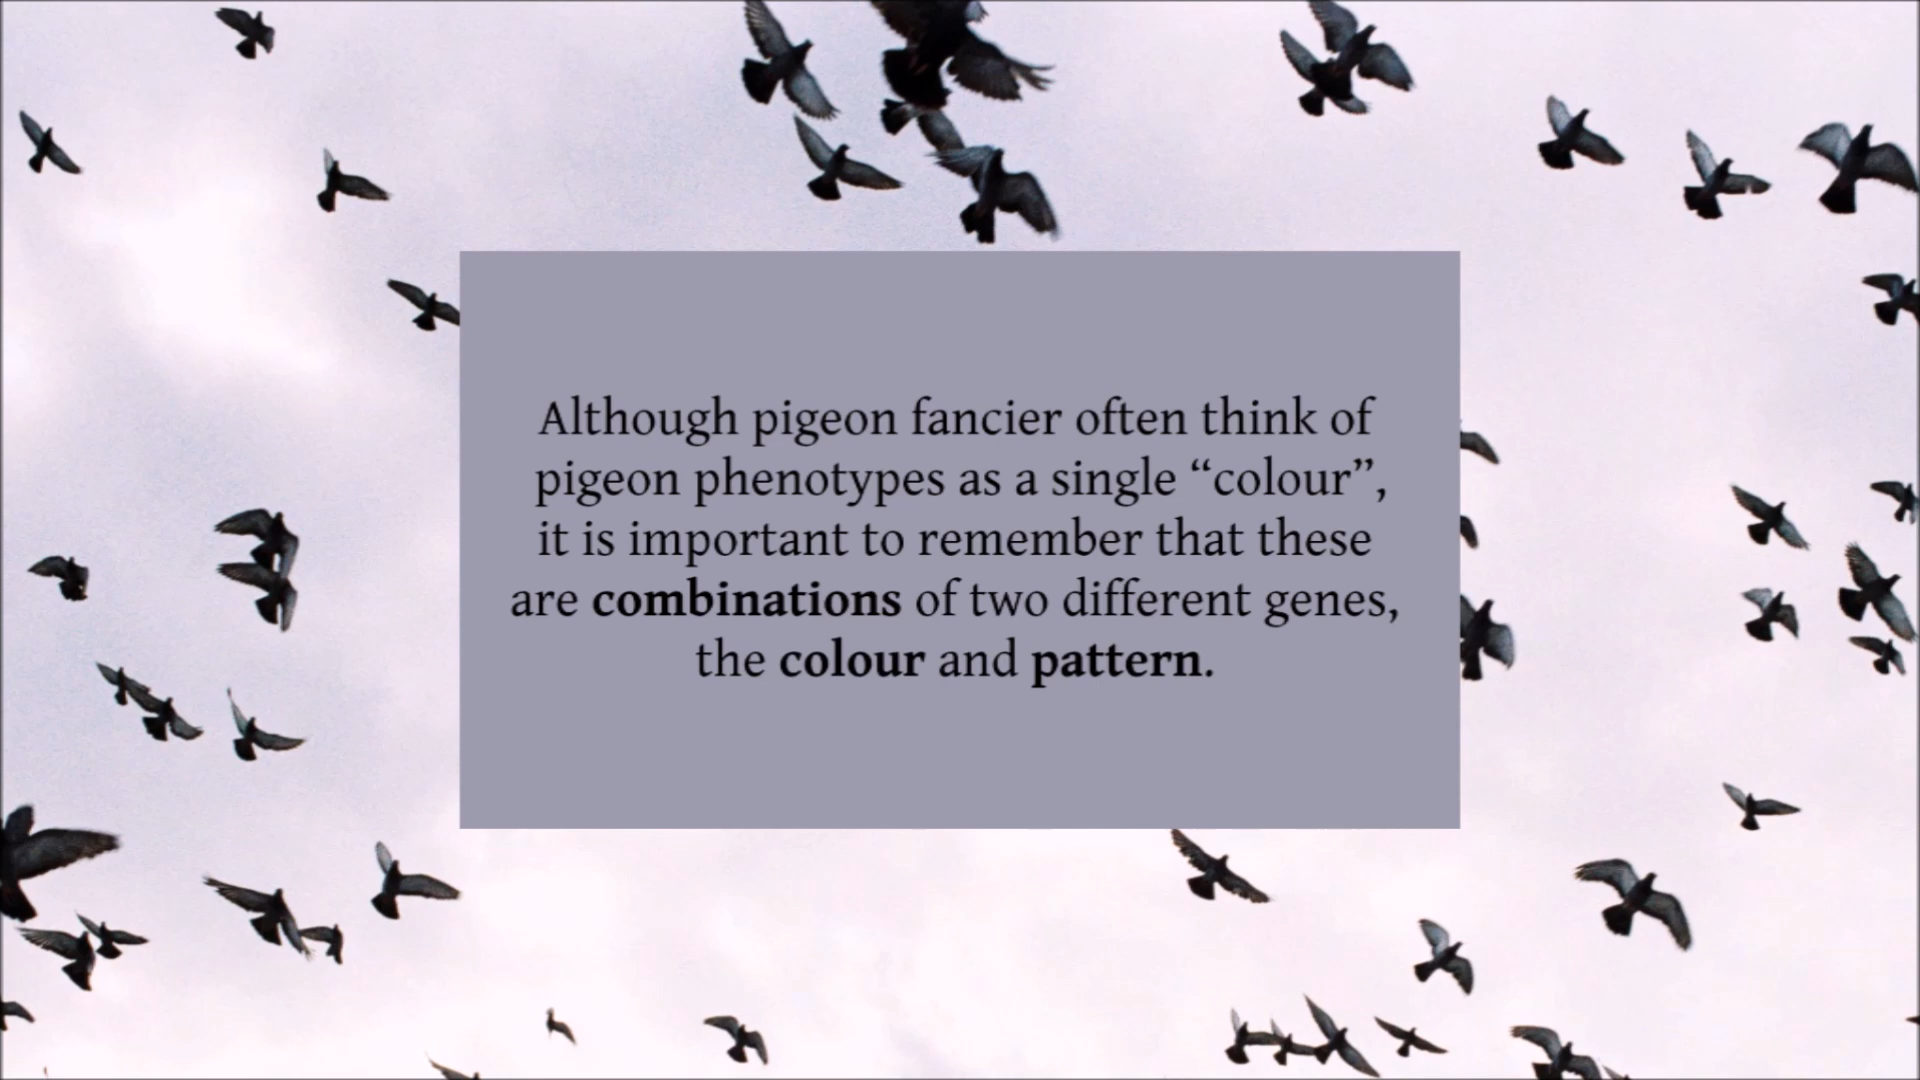 Although pigeon fancier often think of
pigeon phenotypes as a single “colour”,
it is important to remember that these
are combinations of two different genes,
the colour and pattern.